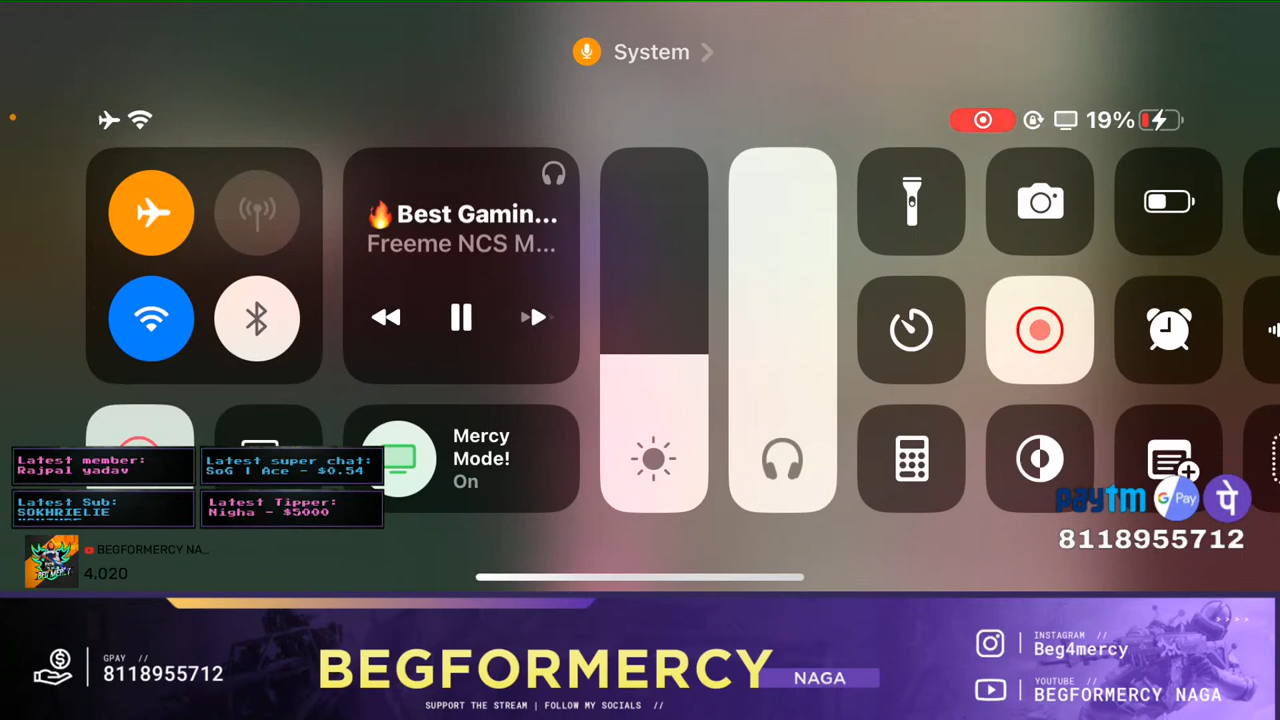 System
19%
🔥Best Gamin...
Freeme NCS M...
Mercy
Mode!
On
Latest member:
Rajpal yadav
Latest super chat:
SoG I Ace - $0.54
Latest Sub:
SOKHRIELIE
Latest Tipper:
Nigha - $5000
BEGFORMERCY NA...
4.020
paytm
G Pay
पे
8118955712
GPAY //
8118955712
BEGFORMERCY
NAGA
SUPPORT THE STREAM | FOLLOW MY SOCIALS //
> > > >
INSTAGRAM //
Beg4mercy
YOUTUBE //
BEGFORMERCY NAGA